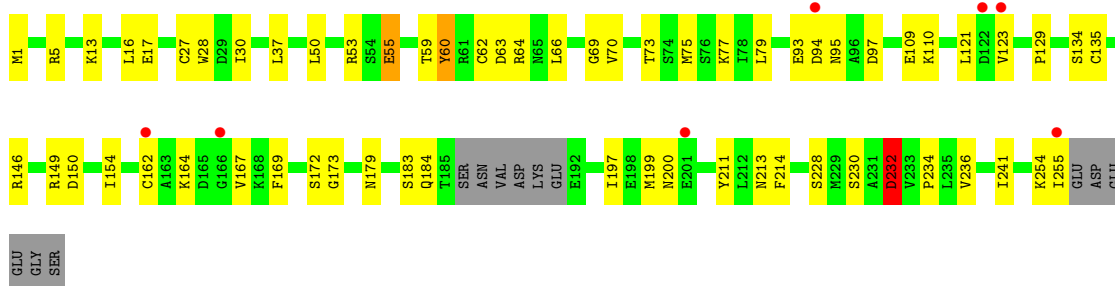 M1 R5 K13 L16 E17 C27 W28 D29 I30 L37 L50 R53 S54 E55 T59 Y60 R61 C62 D63 R64 N65 L66 G69 V70 T73 S74 M75 S76 K77 I78 L79 E93 D94 N95 A96 D97 E109 K110 L121 D122 V123 P129 S134 C135
R146 R149 D150 I154 C162 A163 K164 D165 G166 V167 K168 F169 S172 G173 N179 S183 Q184 T185 SER ASN VAL ASP LYS GLU E192 I197 E198 M199 N200 E201 Y211 L212 N213 F214 S228 M229 S230 A231 D232 V233 P234 L235 V236 I241 K254 I255 GLU ASP GLU
GLU GLY SER